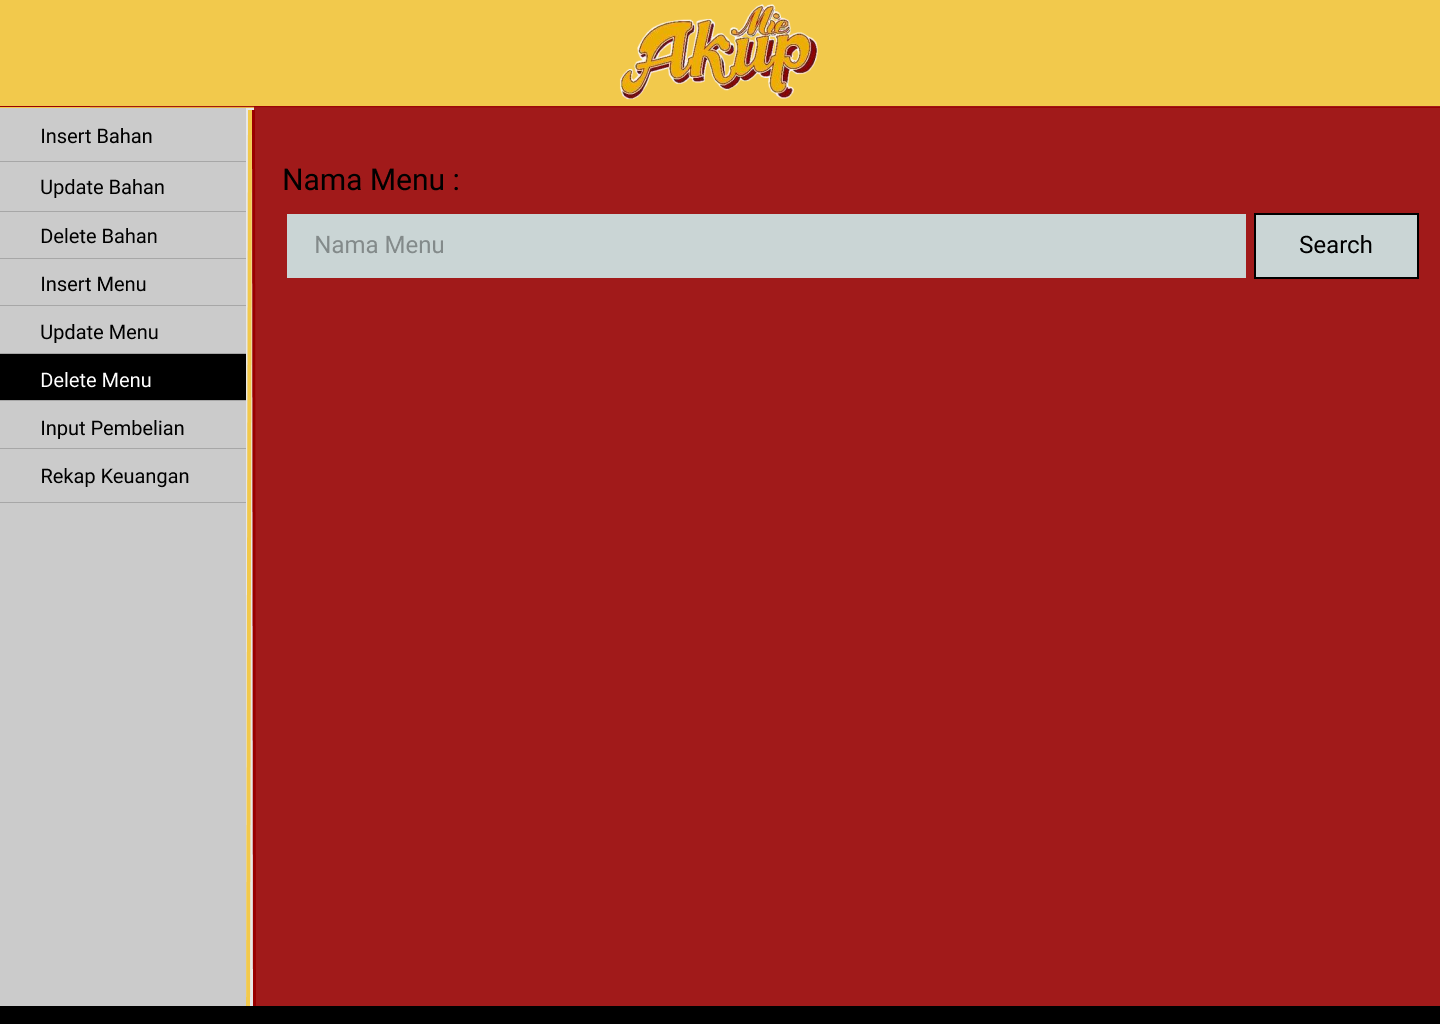 Mie
Akup
Insert Bahan
Update Bahan
Delete Bahan
Insert Menu
Update Menu
Delete Menu
Input Pembelian
Rekap Keuangan
Nama Menu :
Nama Menu
Search